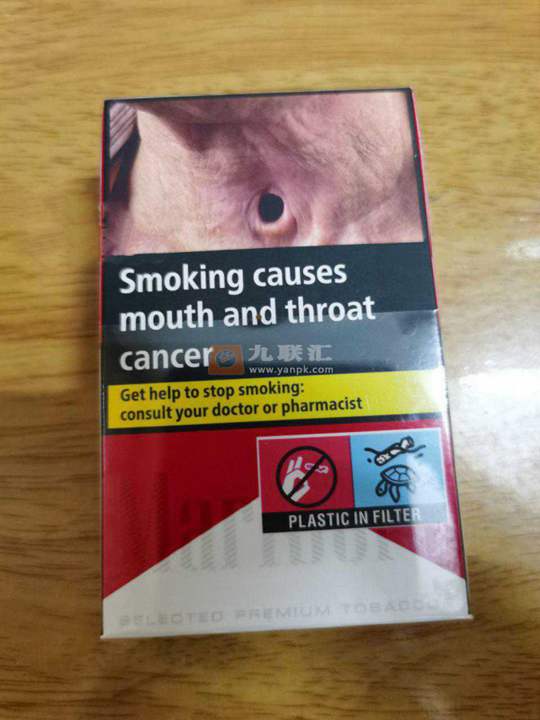 Smoking causes
mouth and throat
cancer
九联汇
www.yanpk.com
Get help to stop smoking:
consult your doctor or pharmacist
PLASTIC IN FILTER
SELECTED PREMIUM TOBACCO